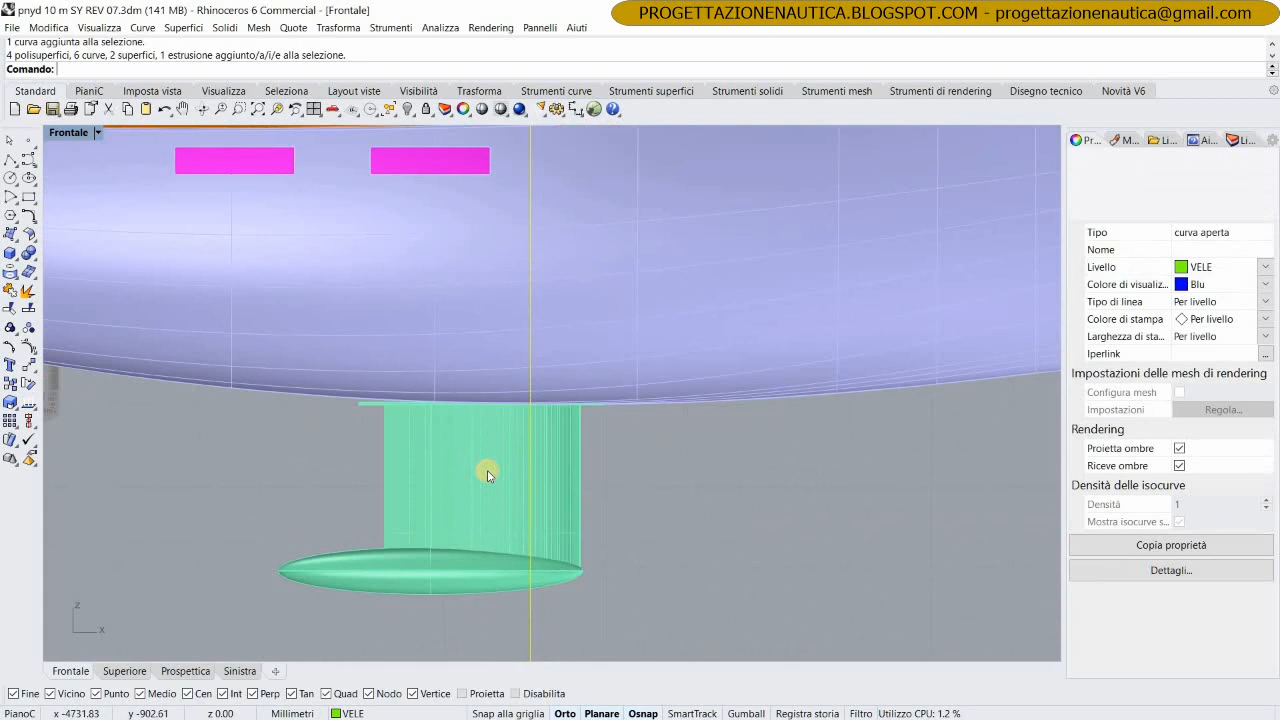 pnyd 10 m SY REV 07.3dm (141 MB) - Rhinoceros 6 Commercial - [Frontale]
PROGETTAZIONENAUTICA.BLOGSPOT.COM - progettazionenautica@gmail.com
File Modifica Visualizza Curve Superfici Solidi Mesh Quote Trasforma Strumenti Analizza Rendering Pannelli Aiuti
1 curva aggiunta alla selezione.
4 polisuperfici, 6 curve, 2 superfici, 1 estrusione aggiunto/a/i/e alla selezione.
Comando:
Standard PianiC Imposta vista Visualizza Selezione Layout viste Visibilità Trasforma Strumenti curve Strumenti superfici Strumenti solidi Strumenti mesh Strumenti di rendering Disegno tecnico Novità V6
Frontale
Pr... M... Li... Ai... Li...
Tipo curva aperta
Nome
Livello VELE
Colore di visualiz... Blu
Tipo di linea Per livello
Colore di stampa Per livello
Larghezza di sta... Per livello
Iperlink ...
Impostazioni delle mesh di rendering
Configura mesh
Impostazioni Regola...
Rendering
Proietta ombre
Riceve ombre
Densità delle isocurve
Densità 1
Mostra isocurve s...
Copia proprietà
Dettagli...
z
x
Frontale Superiore Prospettica Sinistra
Fine Vicino Punto Medio Cen Int Perp Tan Quad Nodo Vertice Proietta Disabilita
PianoC x -4731.83 y -902.61 z 0.00 Millimetri VELE Snap alla griglia Orto Planare Osnap SmartTrack Gumball Registra storia Filtro Utilizzo CPU: 1.2 %